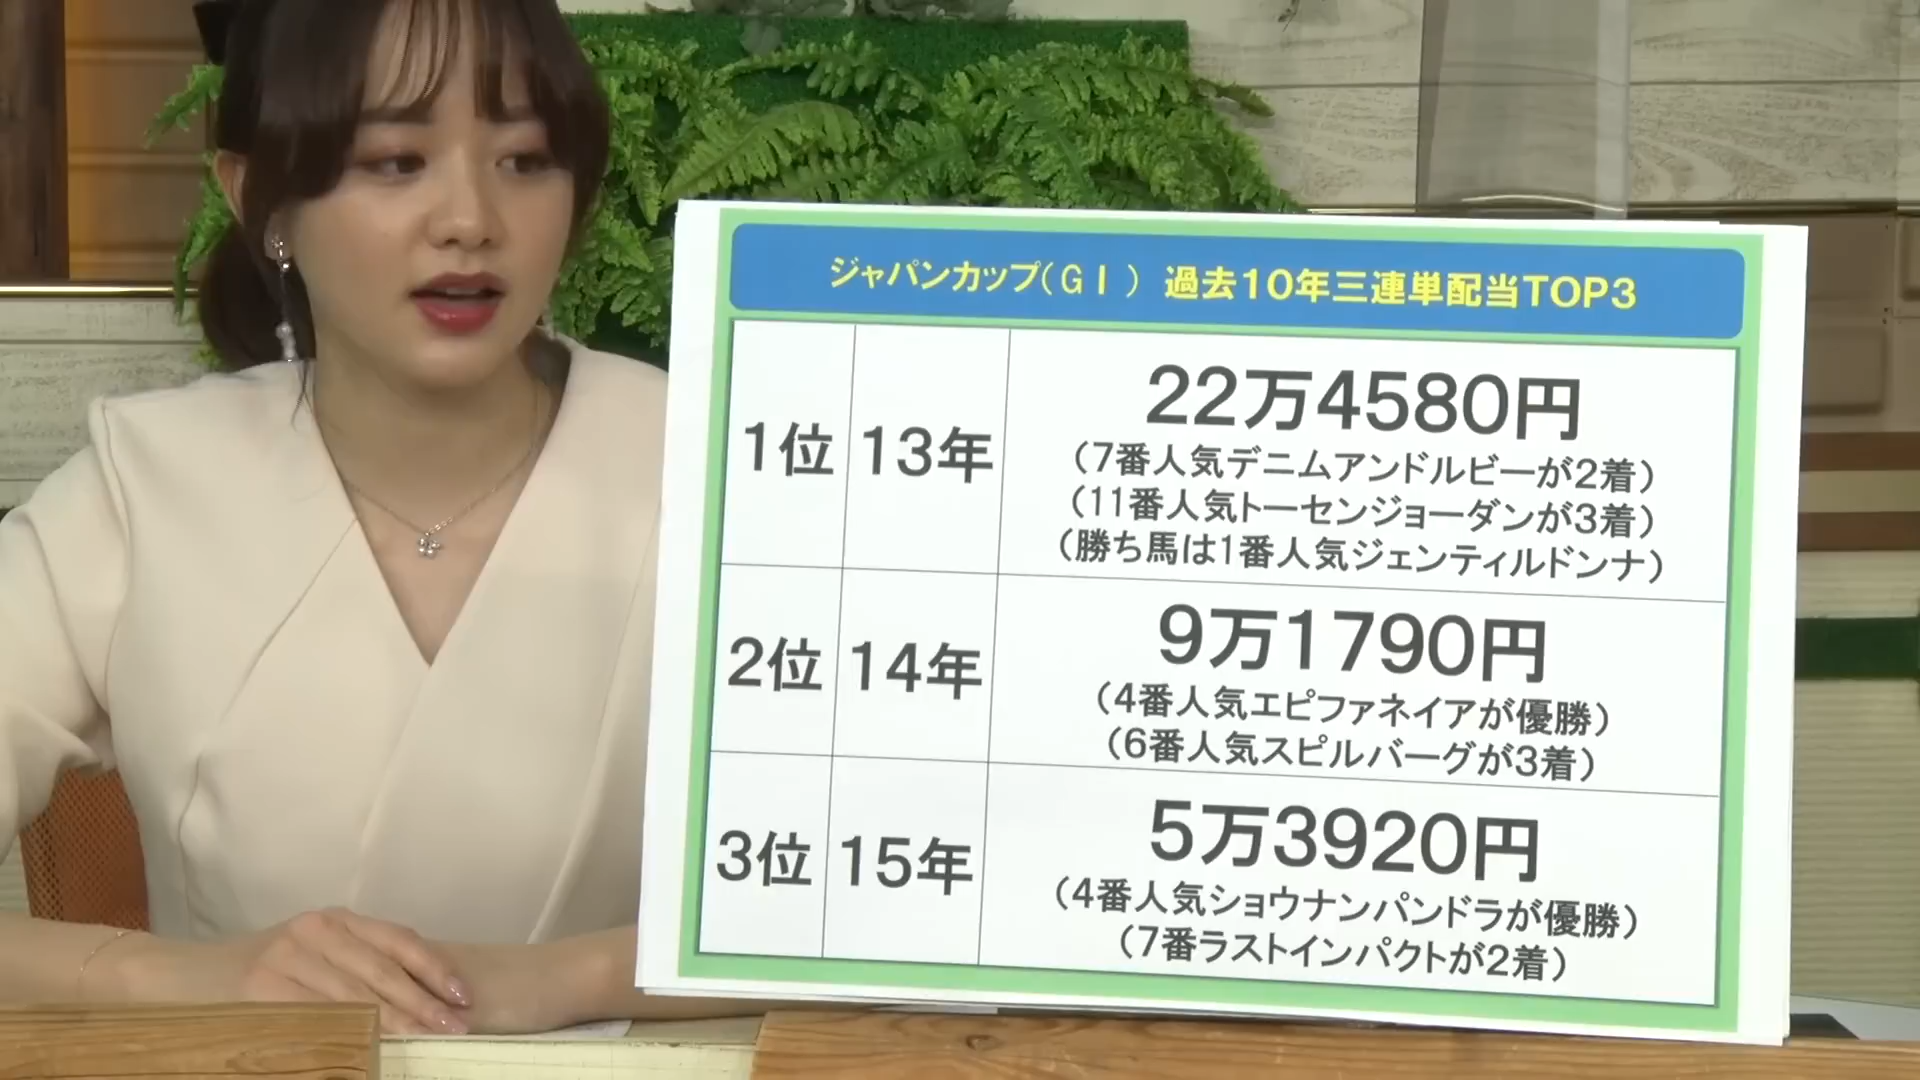 ジャパンカップ(GⅠ) 過去10年三連単配当TOP3
1位 13年 22万4580円
(7番人気デニムアンドルビーが2着)
(11番人気トーセンジョーダンが3着)
(勝ち馬は1番人気ジェンティルドンナ)
2位 14年 9万1790円
(4番人気エピファネイアが優勝)
(6番人気スピルバーグが3着)
3位 15年 5万3920円
(4番人気ショウナンパンドラが優勝)
(7番ラストインパクトが2着)